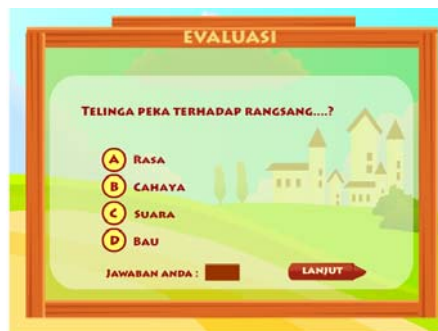 EVALUASI
TELINGA PEKA TERHADAP RANGSANG....?
A RASA
B CAHAYA
C SUARA
D BAU
JAWABAN ANDA :
LANJUT